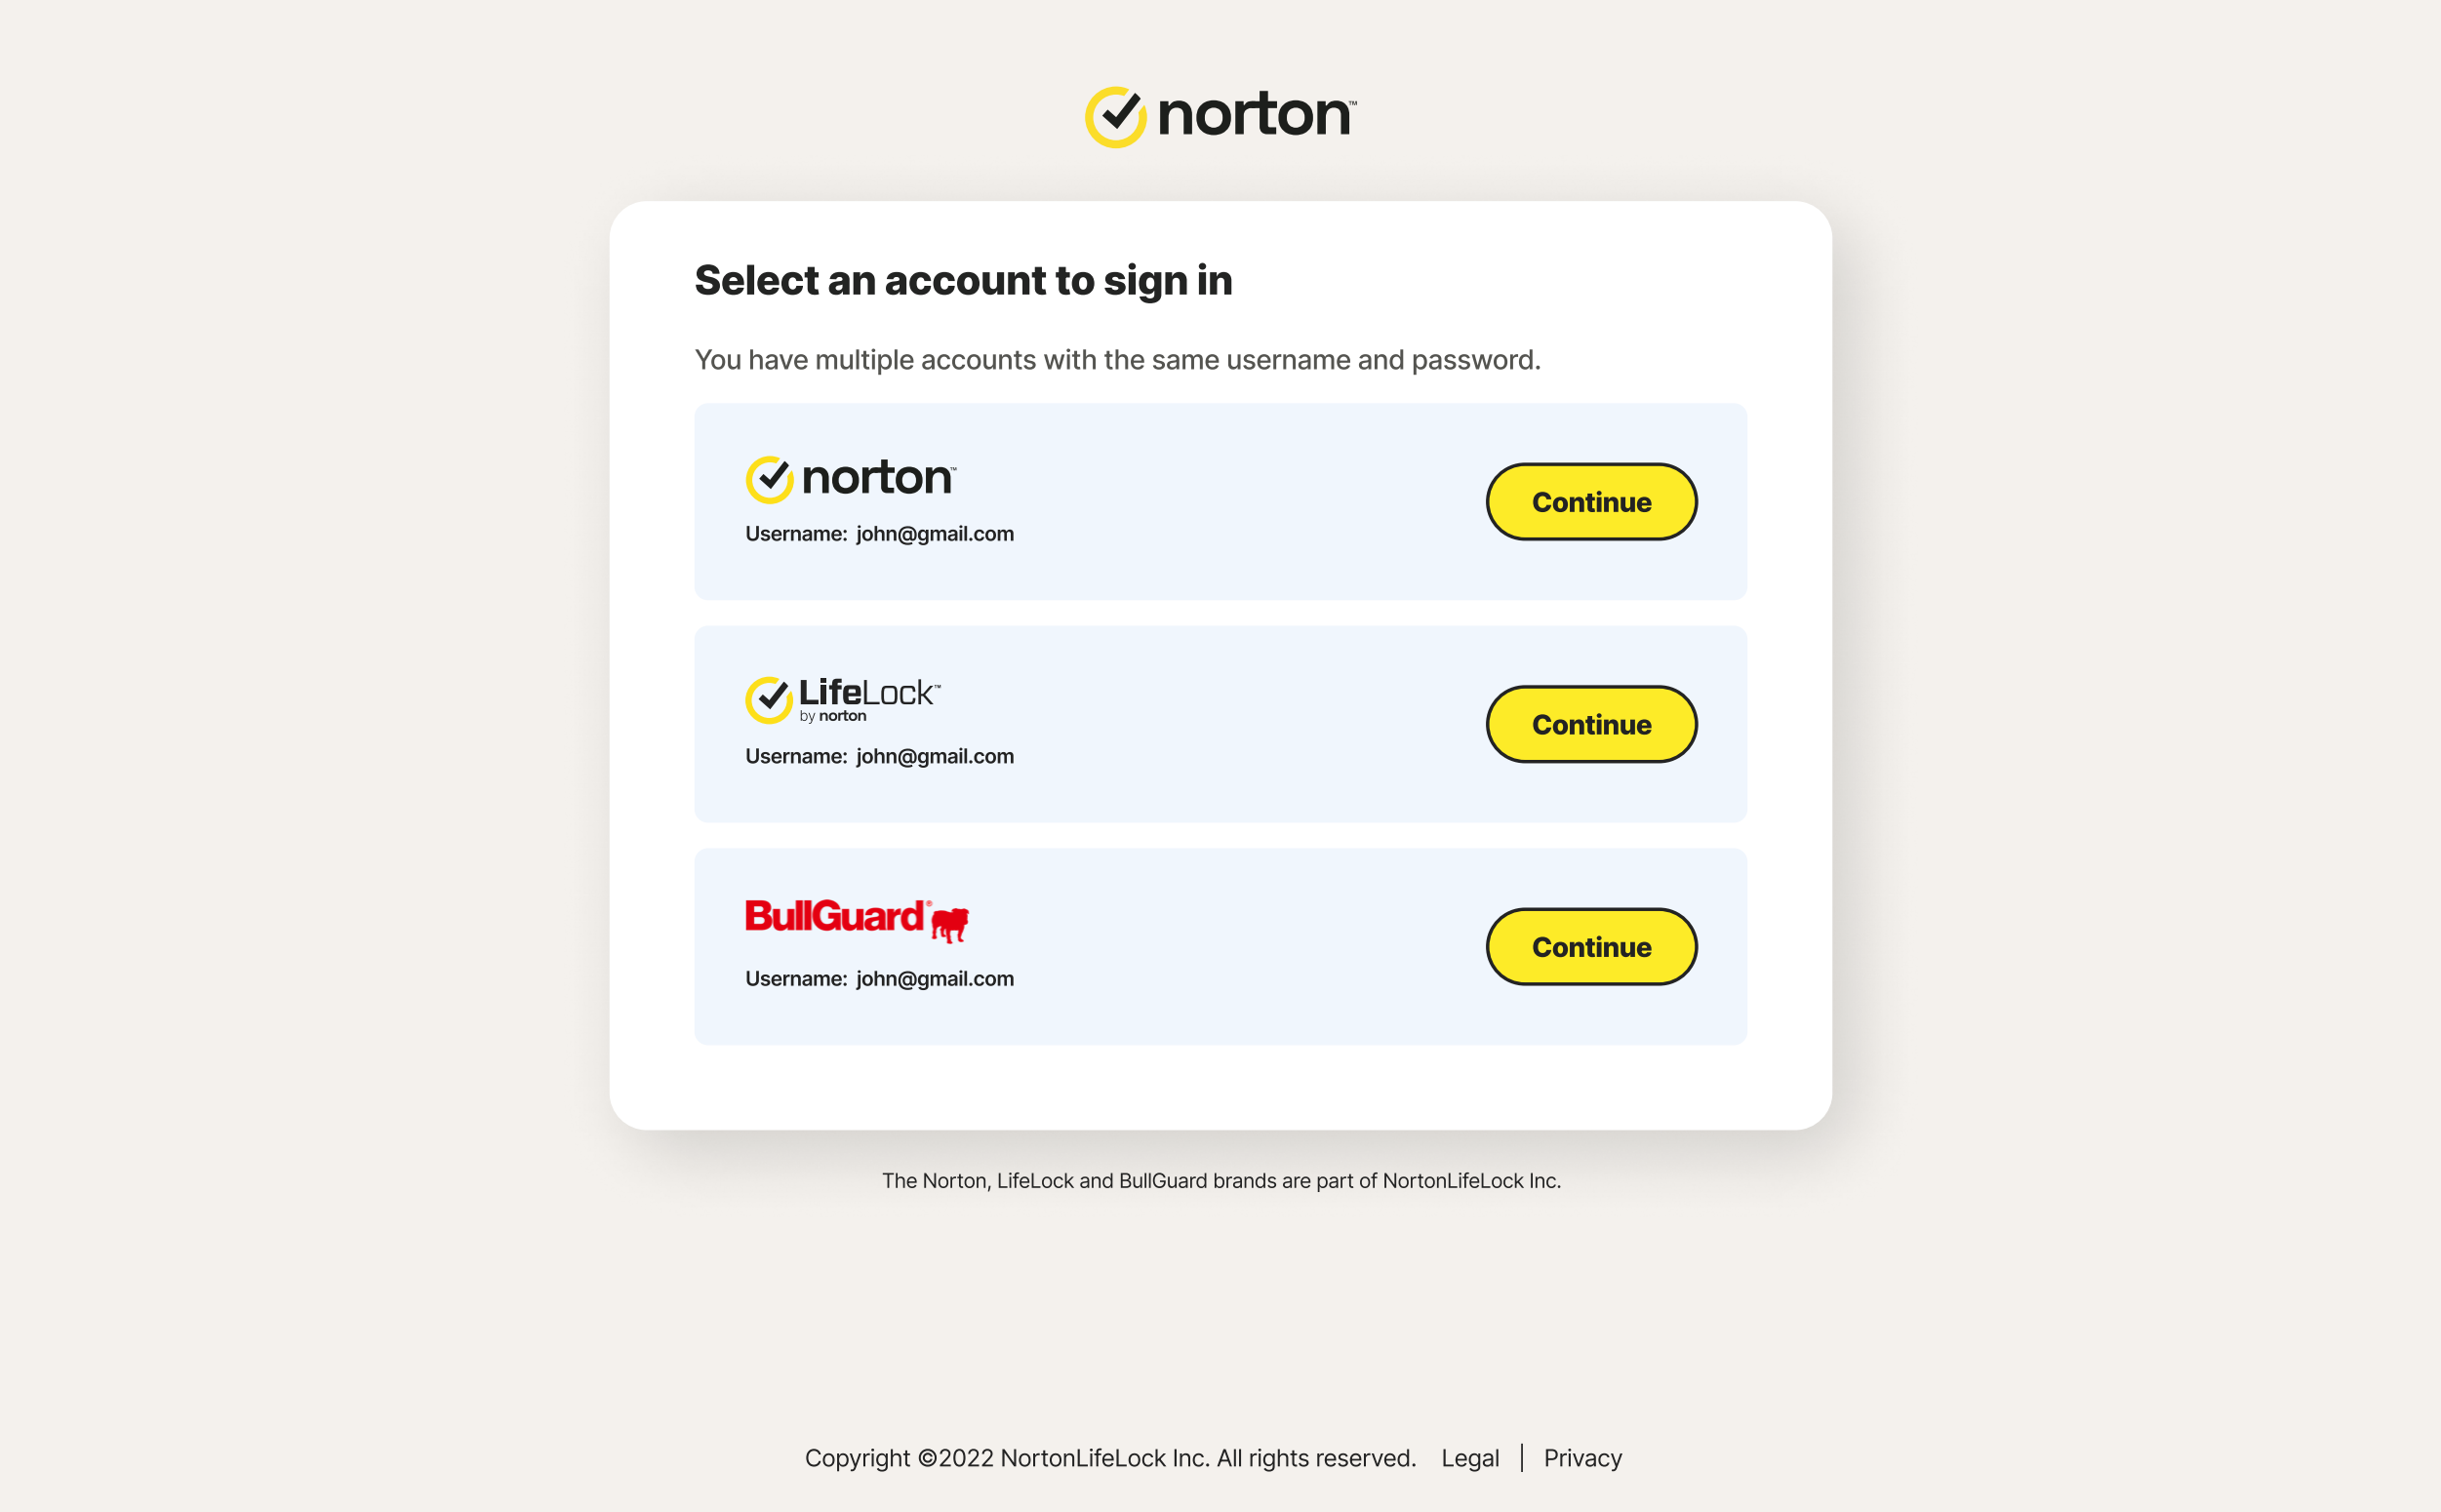 norton™
Select an account to sign in
You have multiple accounts with the same username and password.
norton™
Username: john@gmail.com
Continue
LifeLock™
by norton
Username: john@gmail.com
Continue
BullGuard®
Username: john@gmail.com
Continue
The Norton, LifeLock and BullGuard brands are part of NortonLifeLock Inc.
Copyright ©2022 NortonLifeLock Inc. All rights reserved. Legal | Privacy